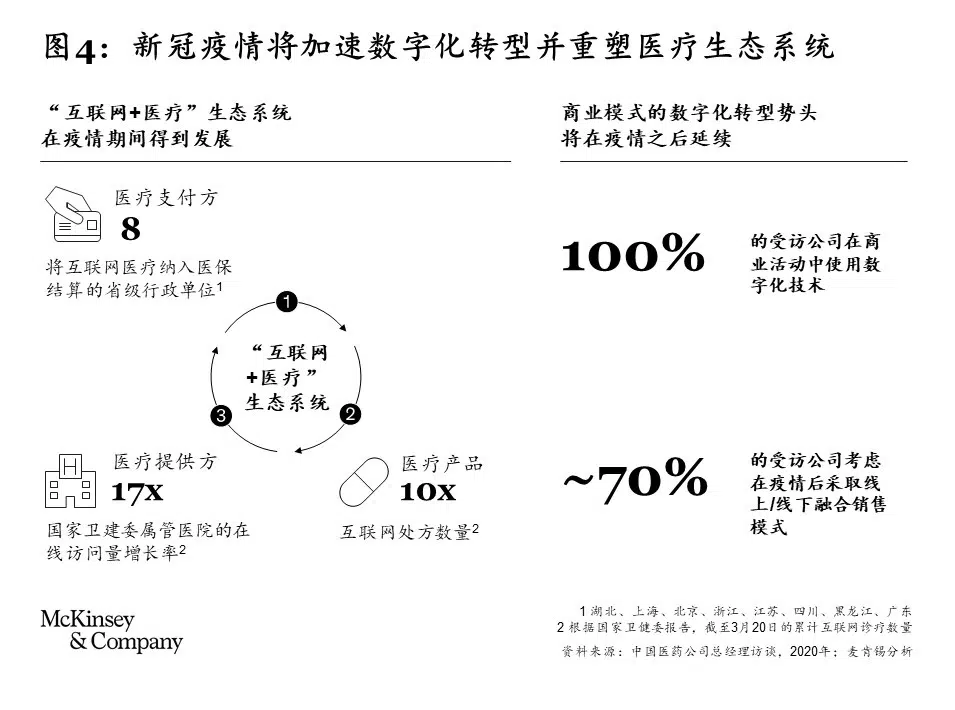 图4：新冠疫情将加速数字化转型并重塑医疗生态系统
“互联网+医疗”生态系统
在疫情期间得到发展
医疗支付方
8
将互联网医疗纳入医保
结算的省级行政单位1
1
“互联网
+医疗”
生态系统
3
2
医疗提供方
17x
国家卫建委属管医院的在
线访问量增长率2
医疗产品
10x
互联网处方数量2
商业模式的数字化转型势头
将在疫情之后延续
100%
的受访公司在商
业活动中使用数
字化技术
~70%
的受访公司考虑
在疫情后采取线
上/线下融合销售
模式
McKinsey
& Company
1 湖北、上海、北京、浙江、江苏、四川、黑龙江、广东
2 根据国家卫健委报告，截至3月20日的累计互联网诊疗数量
资料来源：中国医药公司总经理访谈，2020年；麦肯锡分析
H